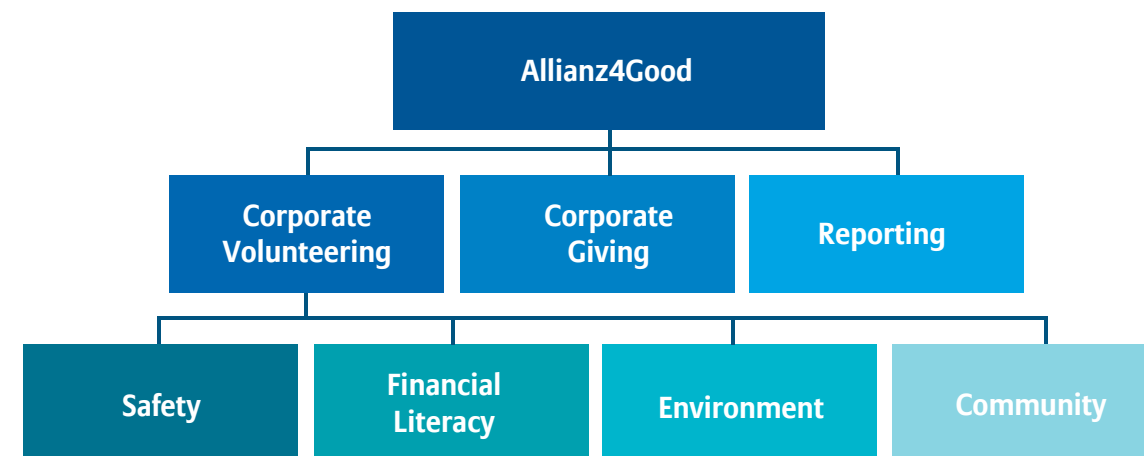 Allianz4Good
Corporate
Volunteering
Corporate
Giving
Reporting
Safety
Financial
Literacy
Environment
Community